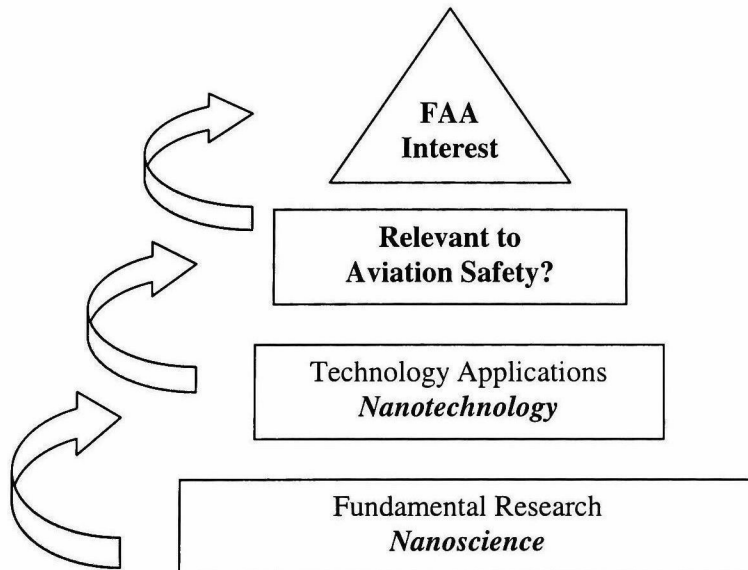 FAA
Interest
Relevant to
Aviation Safety?
Technology Applications
Nanotechnology
Fundamental Research
Nanoscience